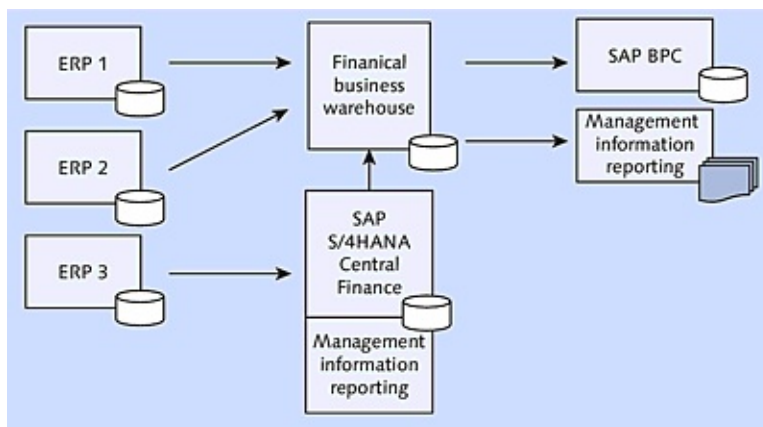 ERP 1
Finanical
business
warehouse
SAP BPC
ERP 2
Management
information
reporting
ERP 3
SAP
S/4HANA
Central
Finance
Management
information
reporting